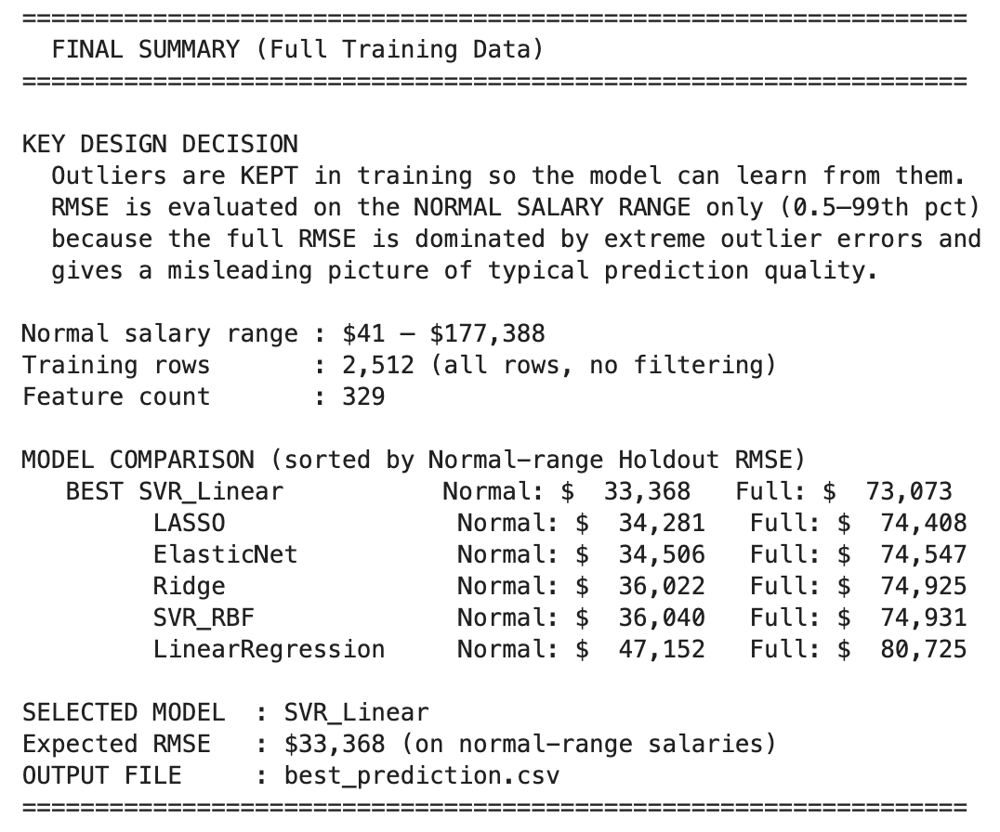 =================================================================
FINAL SUMMARY (Full Training Data)
=================================================================
KEY DESIGN DECISION
Outliers are KEPT in training so the model can learn from them.
RMSE is evaluated on the NORMAL SALARY RANGE only (0.5–99th pct)
because the full RMSE is dominated by extreme outlier errors and
gives a misleading picture of typical prediction quality.
Normal salary range : $41 – $177,388
Training rows : 2,512 (all rows, no filtering)
Feature count : 329
MODEL COMPARISON (sorted by Normal-range Holdout RMSE)
BEST SVR_Linear Normal: $ 33,368 Full: $ 73,073
LASSO Normal: $ 34,281 Full: $ 74,408
ElasticNet Normal: $ 34,506 Full: $ 74,547
Ridge Normal: $ 36,022 Full: $ 74,925
SVR_RBF Normal: $ 36,040 Full: $ 74,931
LinearRegression Normal: $ 47,152 Full: $ 80,725
SELECTED MODEL : SVR_Linear
Expected RMSE : $33,368 (on normal-range salaries)
OUTPUT FILE : best_prediction.csv
=================================================================